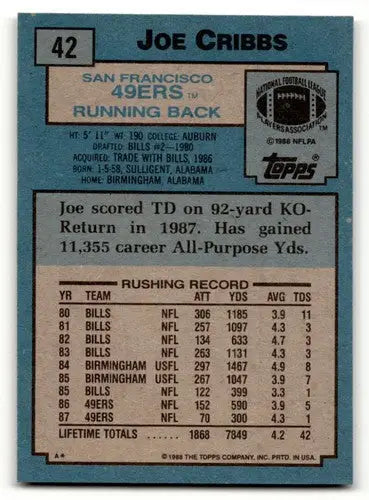 42
JOE CRIBBS
SAN FRANCISCO
49ERS™
RUNNING BACK
NATIONAL FOOTBALL LEAGUE
PLAYERS ASSOCIATION
©1988 NFLPA
TOPPS®
HT: 5' 11" WT: 190 COLLEGE: AUBURN
DRAFTED: BILLS #2—1980
ACQUIRED: TRADE WITH BILLS, 1986
BORN: 1-5-58, SULLIGENT, ALABAMA
HOME: BIRMINGHAM, ALABAMA
Joe scored TD on 92-yard KO-
Return in 1987. Has gained
11,355 career All-Purpose Yds.
RUSHING RECORD
YR TEAM ATT YDS AVG TDS
80 BILLS NFL 306 1185 3.9 11
81 BILLS NFL 257 1097 4.3 3
82 BILLS NFL 134 633 4.7 3
83 BILLS NFL 263 1131 4.3 3
84 BIRMINGHAM USFL 297 1467 4.9 8
85 BIRMINGHAM USFL 267 1047 3.9 7
85 BILLS NFL 122 399 3.3 1
86 49ERS NFL 152 590 3.9 5
87 49ERS NFL 70 300 4.3 1
LIFETIME TOTALS ...... 1868 7849 4.2 42
A* ©1988 THE TOPPS COMPANY, INC. PRTD. IN USA.